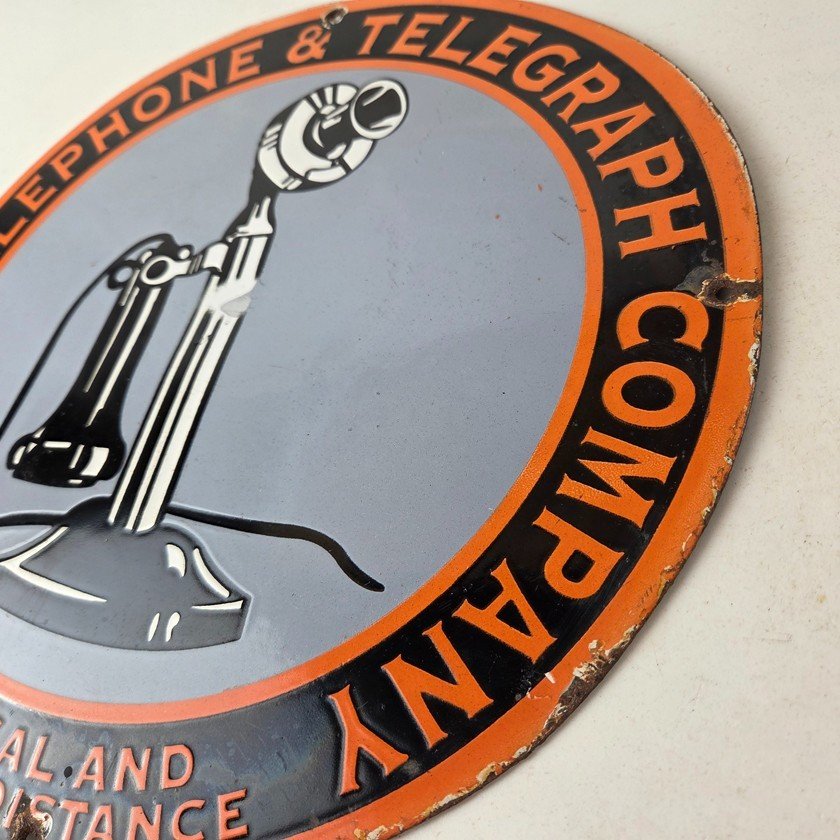 LEPHONE & TELEGRAPH COMPANY
AL AND
DISTANCE